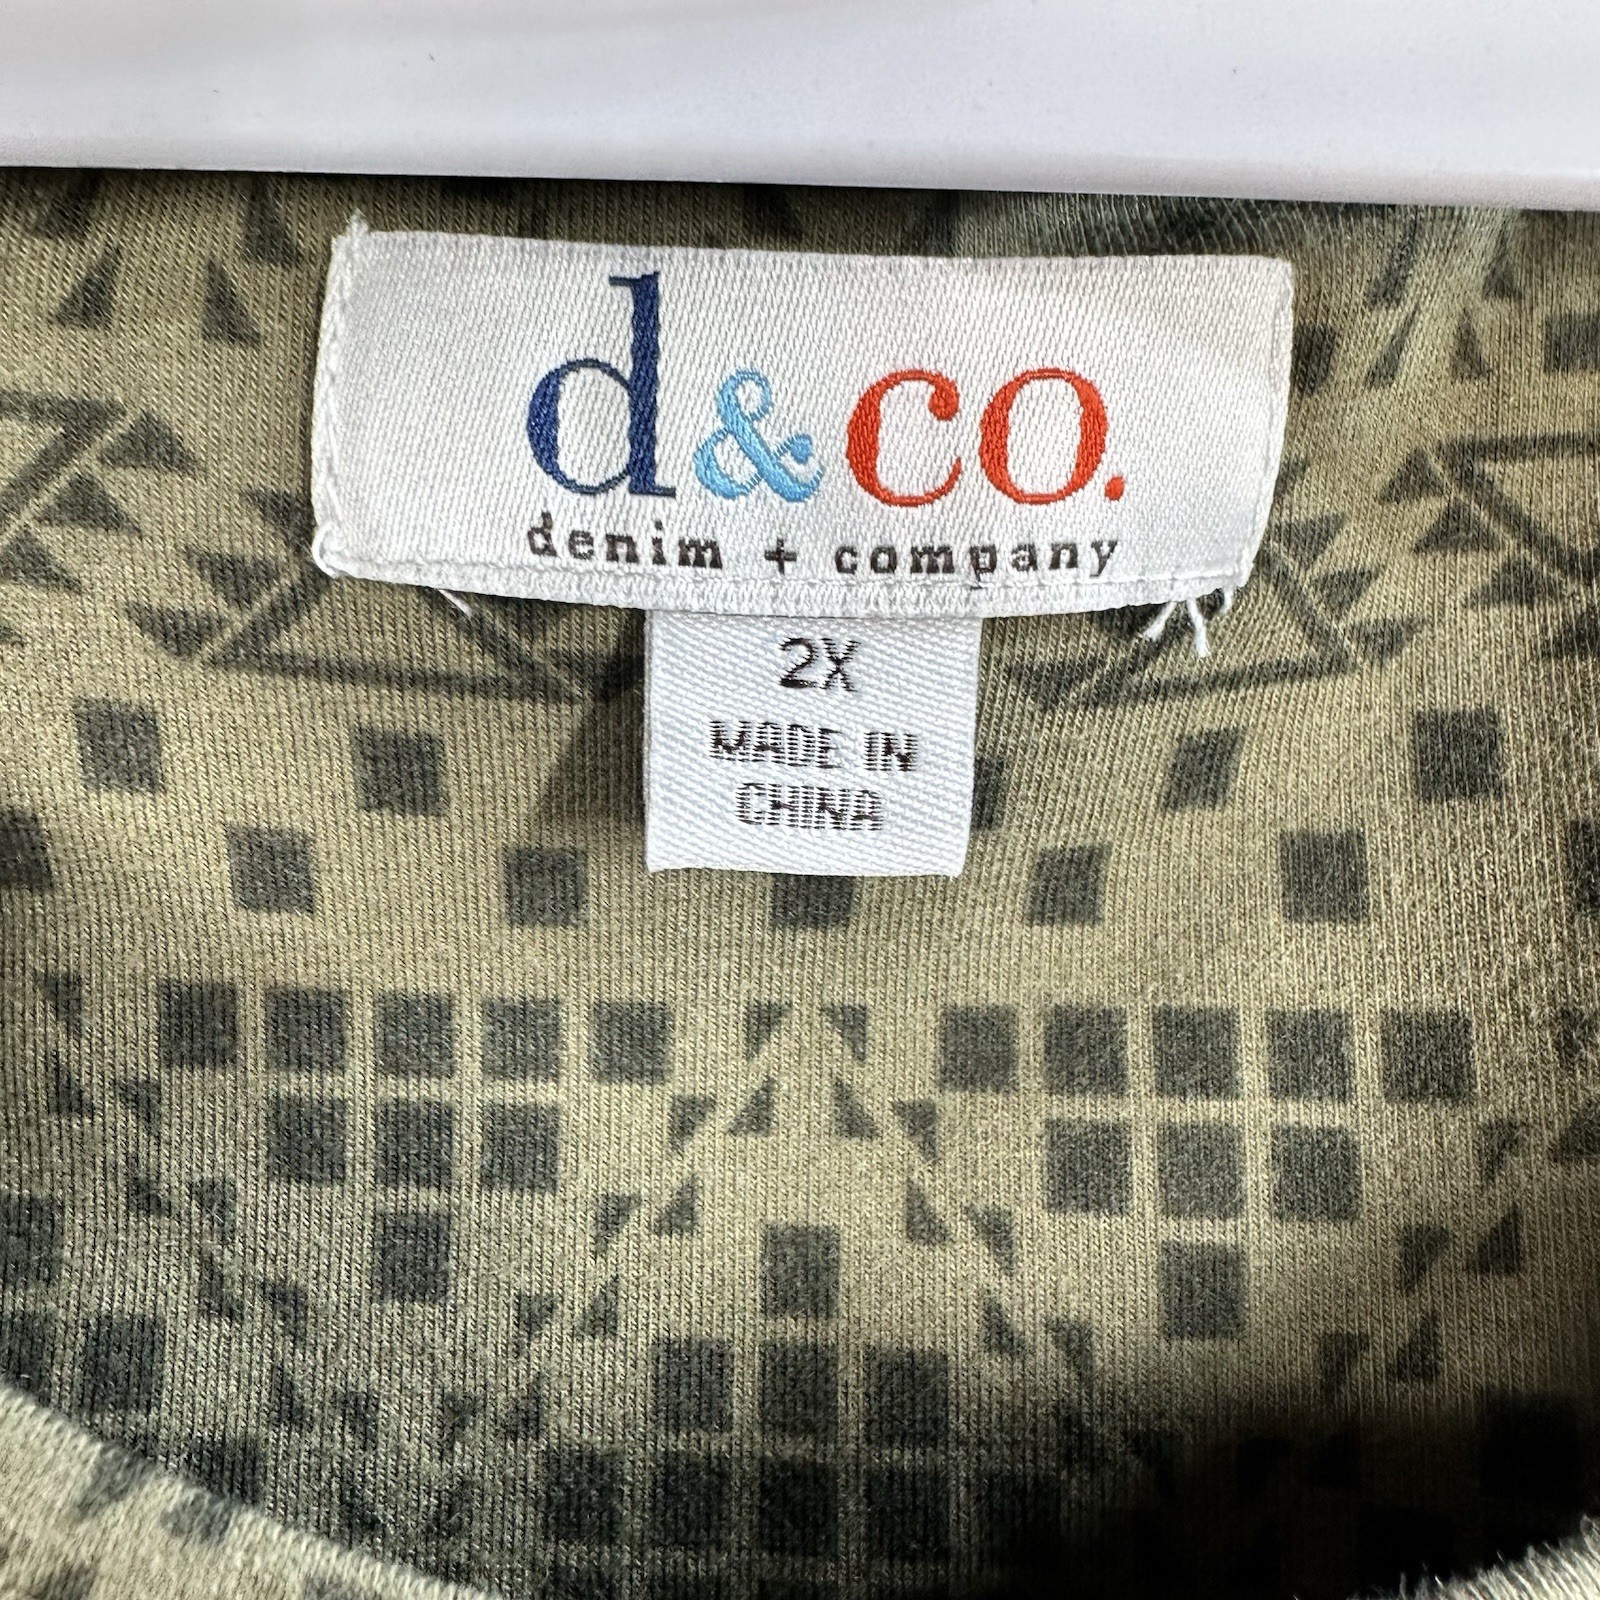 d&co.
denim + company
2X
MADE IN
CHINA